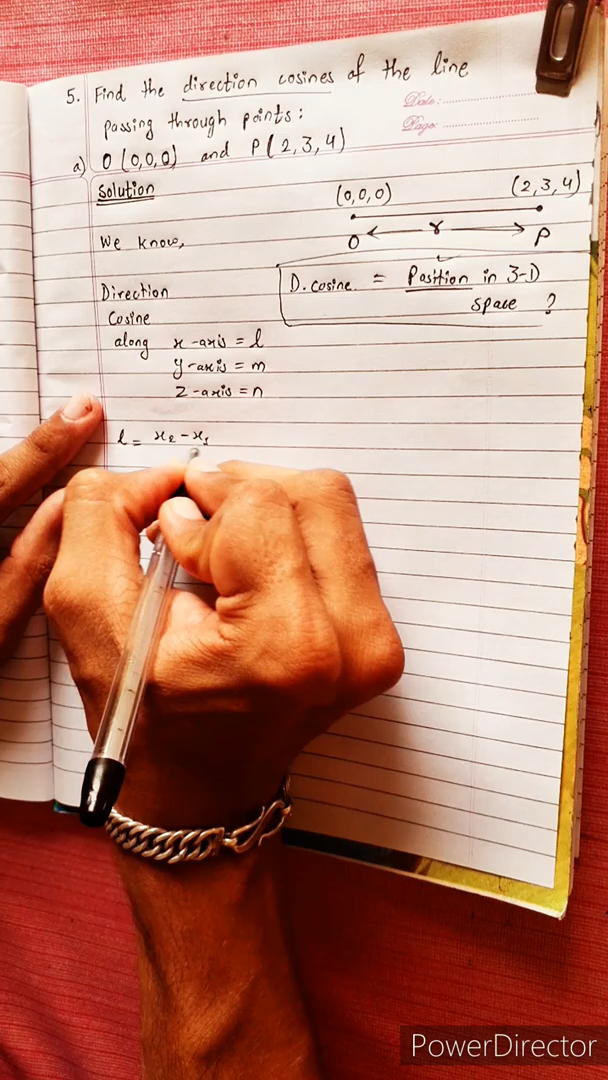 5. Find the direction cosines of the line
passing through points:
Date:
Page:
a) O (0,0,0) and P( 2, 3, 4)
Solution
(0,0,0) (2,3,4)
We know,
O r P
D. cosine = Position in 3-D
space ?
Direction
Cosine
along x-axis = l
y-axis = m
z-axis = n
l = x₂ - x₁
PowerDirector